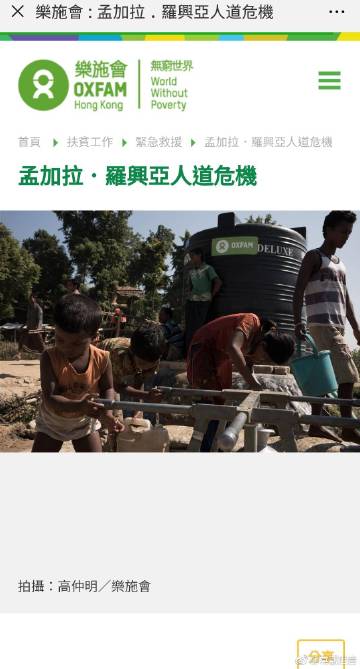 樂施會 : 孟加拉．羅興亞人道危機
樂施會
OXFAM
Hong Kong
無窮世界
World
Without
Poverty
首頁 扶貧工作 緊急救援 孟加拉．羅興亞人道危機
孟加拉．羅興亞人道危機
OXFAM
DELUXE
拍攝：高仲明／樂施會
分享